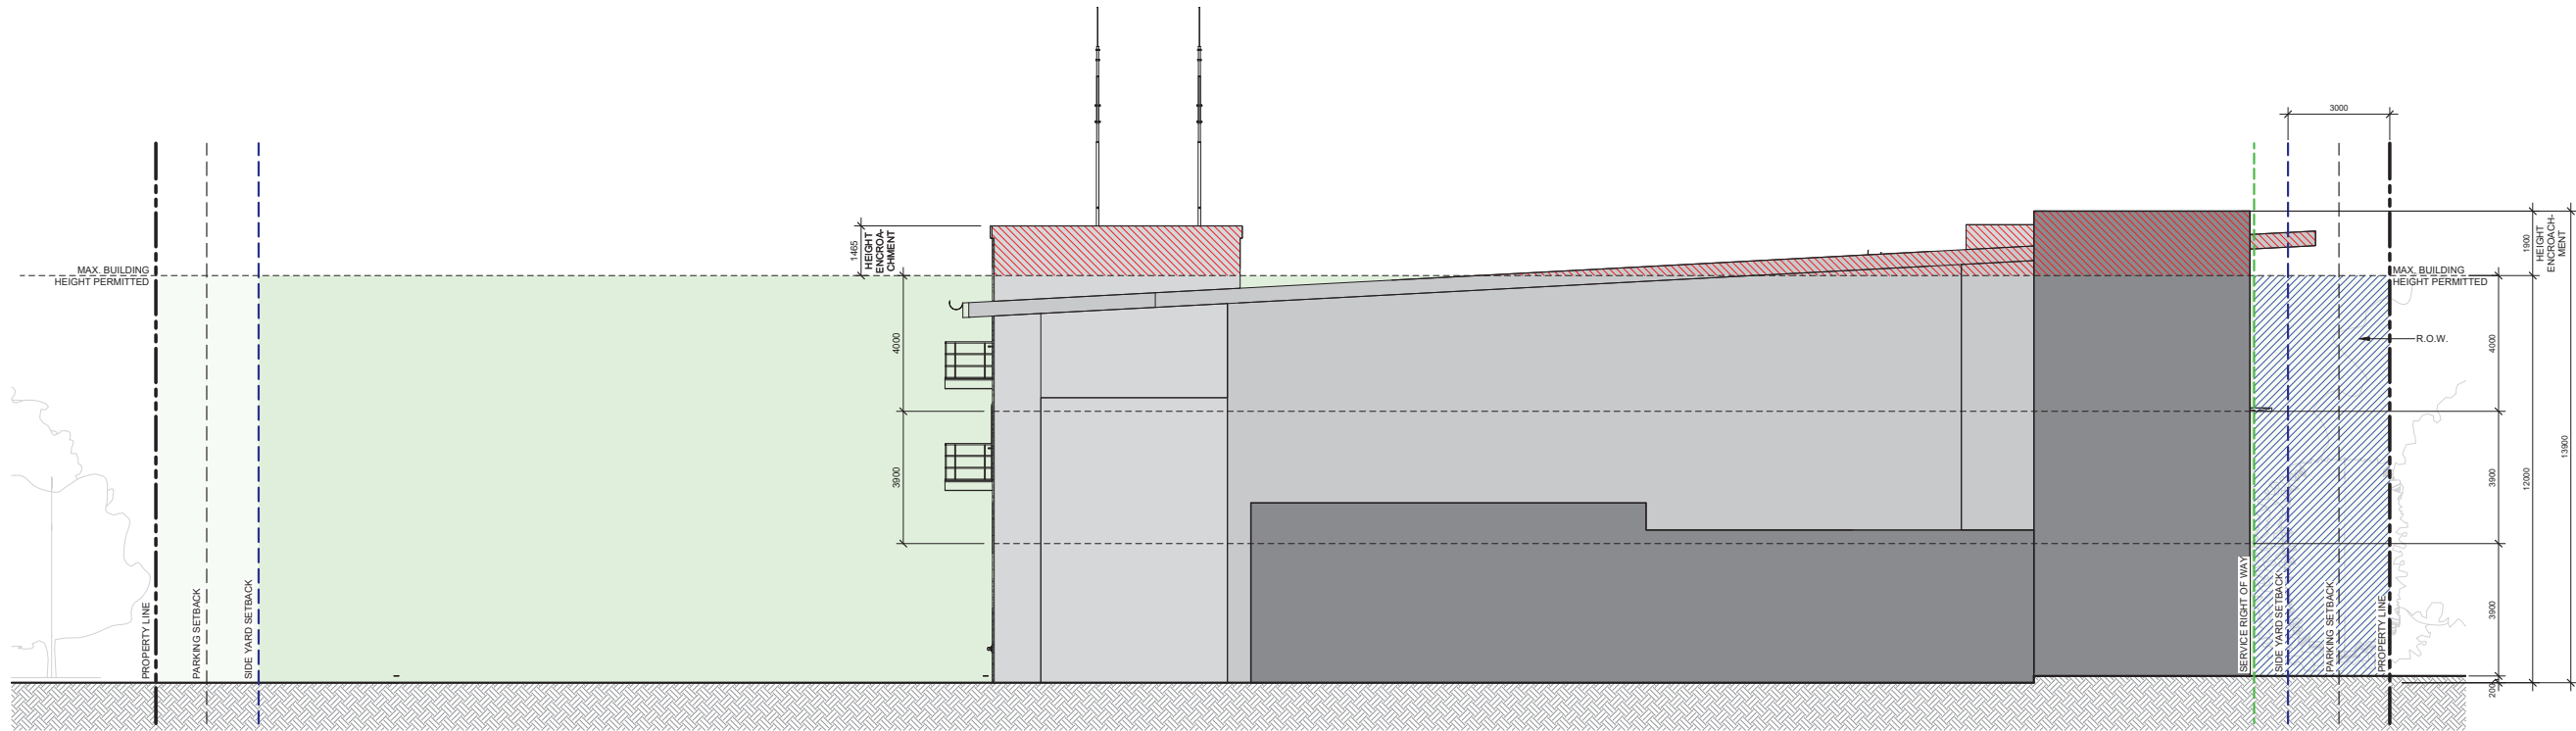 3000
1465
HEIGHT
ENCROA-
CHMENT
1900
HEIGHT
ENCROACH-
MENT
MAX. BUILDING
HEIGHT PERMITTED
MAX. BUILDING
HEIGHT PERMITTED
4000
R.O.W.
4000
3900
3900
12000
13900
PROPERTY LINE
PARKING SETBACK
SIDE YARD SETBACK
SERVICE RIGHT OF WAY
SIDE YARD SETBACK
PARKING SETBACK
PROPERTY LINE
3900
200